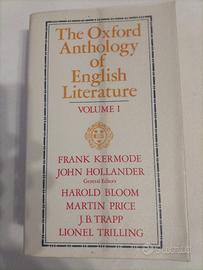 The Oxford
Anthology
of
English
Literature
VOLUME I
FRANK KERMODE
JOHN HOLLANDER
General Editors
HAROLD BLOOM
MARTIN PRICE
J.B. TRAPP
LIONEL TRILLING
subito